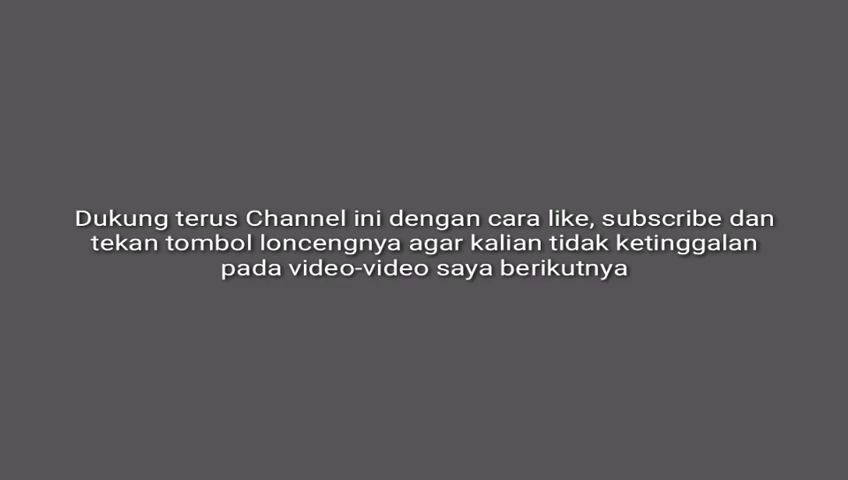 Dukung terus Channel ini dengan cara like, subscribe dan
tekan tombol loncengnya agar kalian tidak ketinggalan
pada video-video saya berikutnya